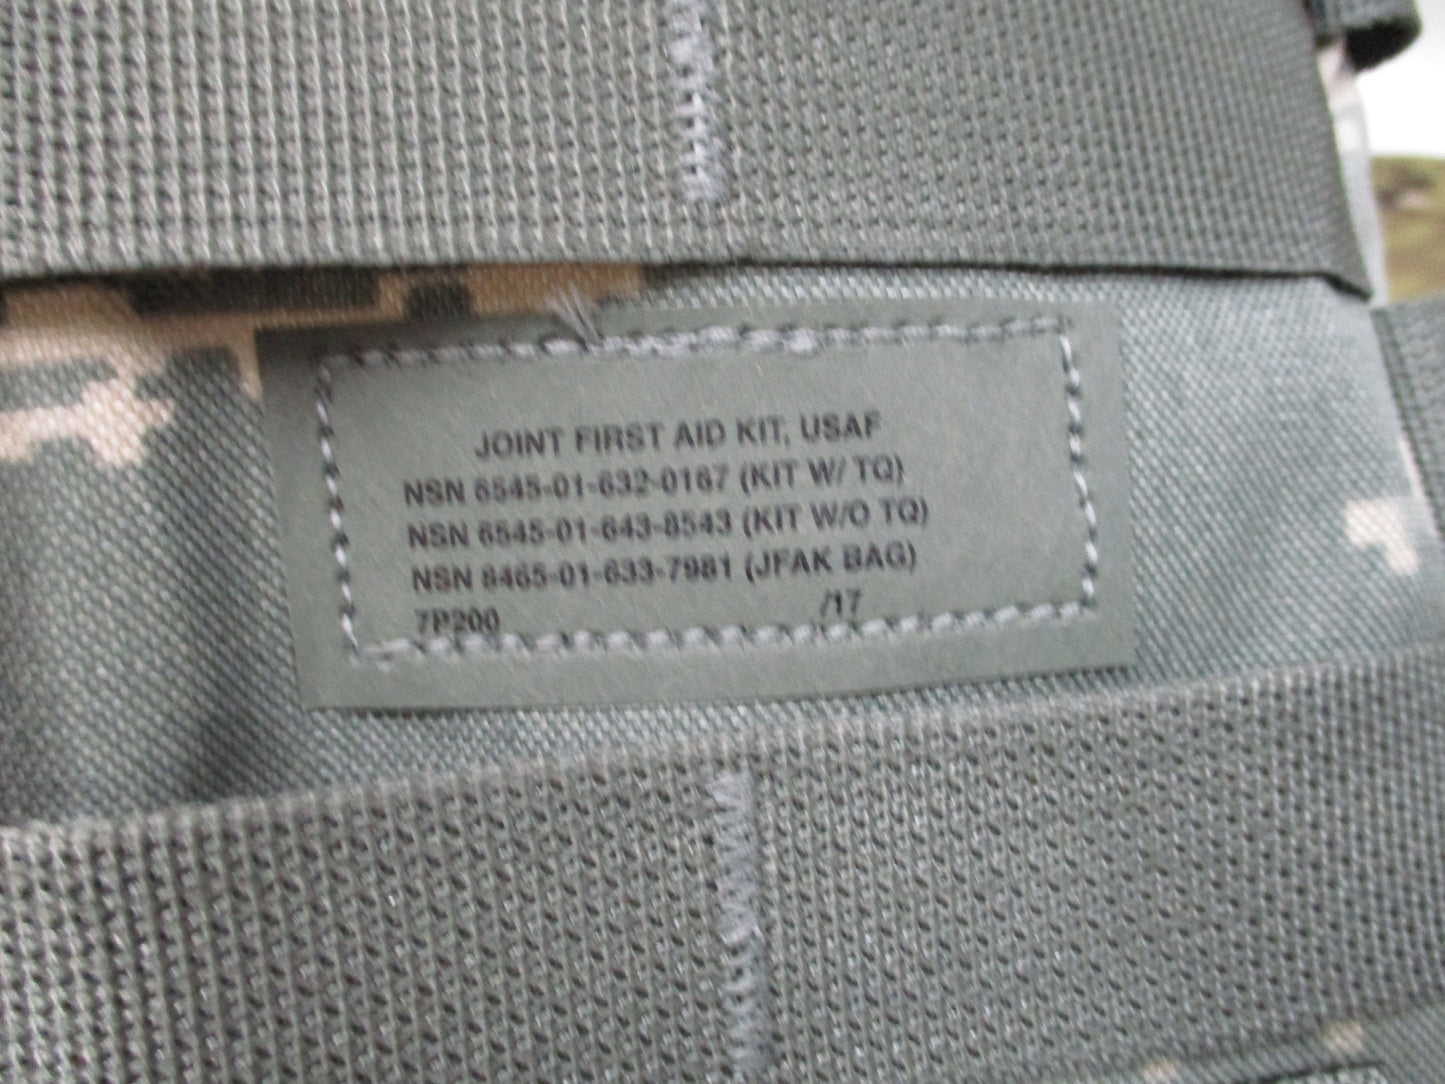 JOINT FIRST AID KIT, USAF
NSN 6545-01-632-0167 (KIT W/ TQ)
NSN 6545-01-643-8543 (KIT W/O TQ)
NSN 8465-01-633-7981 (JFAK BAG)
7P200 /17